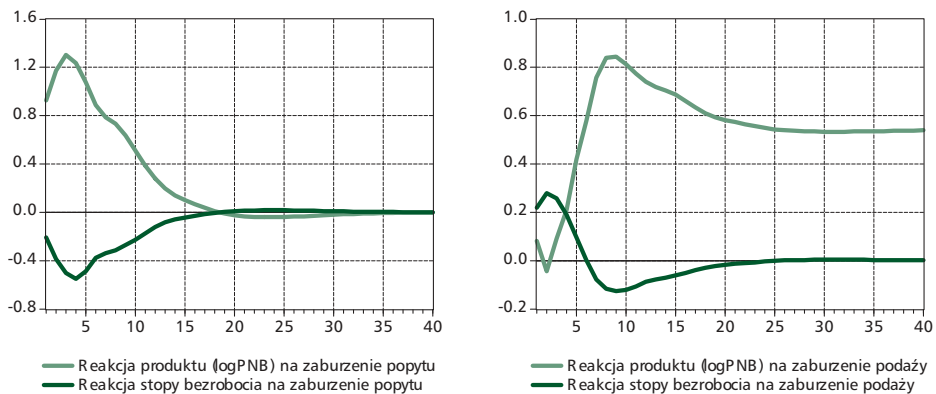 1.6
1.2
0.8
0.4
0.0
-0.4
-0.8
5 10 15 20 25 30 35 40
Reakcja produktu (logPNB) na zaburzenie popytu
Reakcja stopy bezrobocia na zaburzenie popytu
1.0
0.8
0.6
0.4
0.2
0.0
-0.2
5 10 15 20 25 30 35 40
Reakcja produktu (logPNB) na zaburzenie podaźy
Reakcja stopy bezrobocia na zaburzenie podaźy